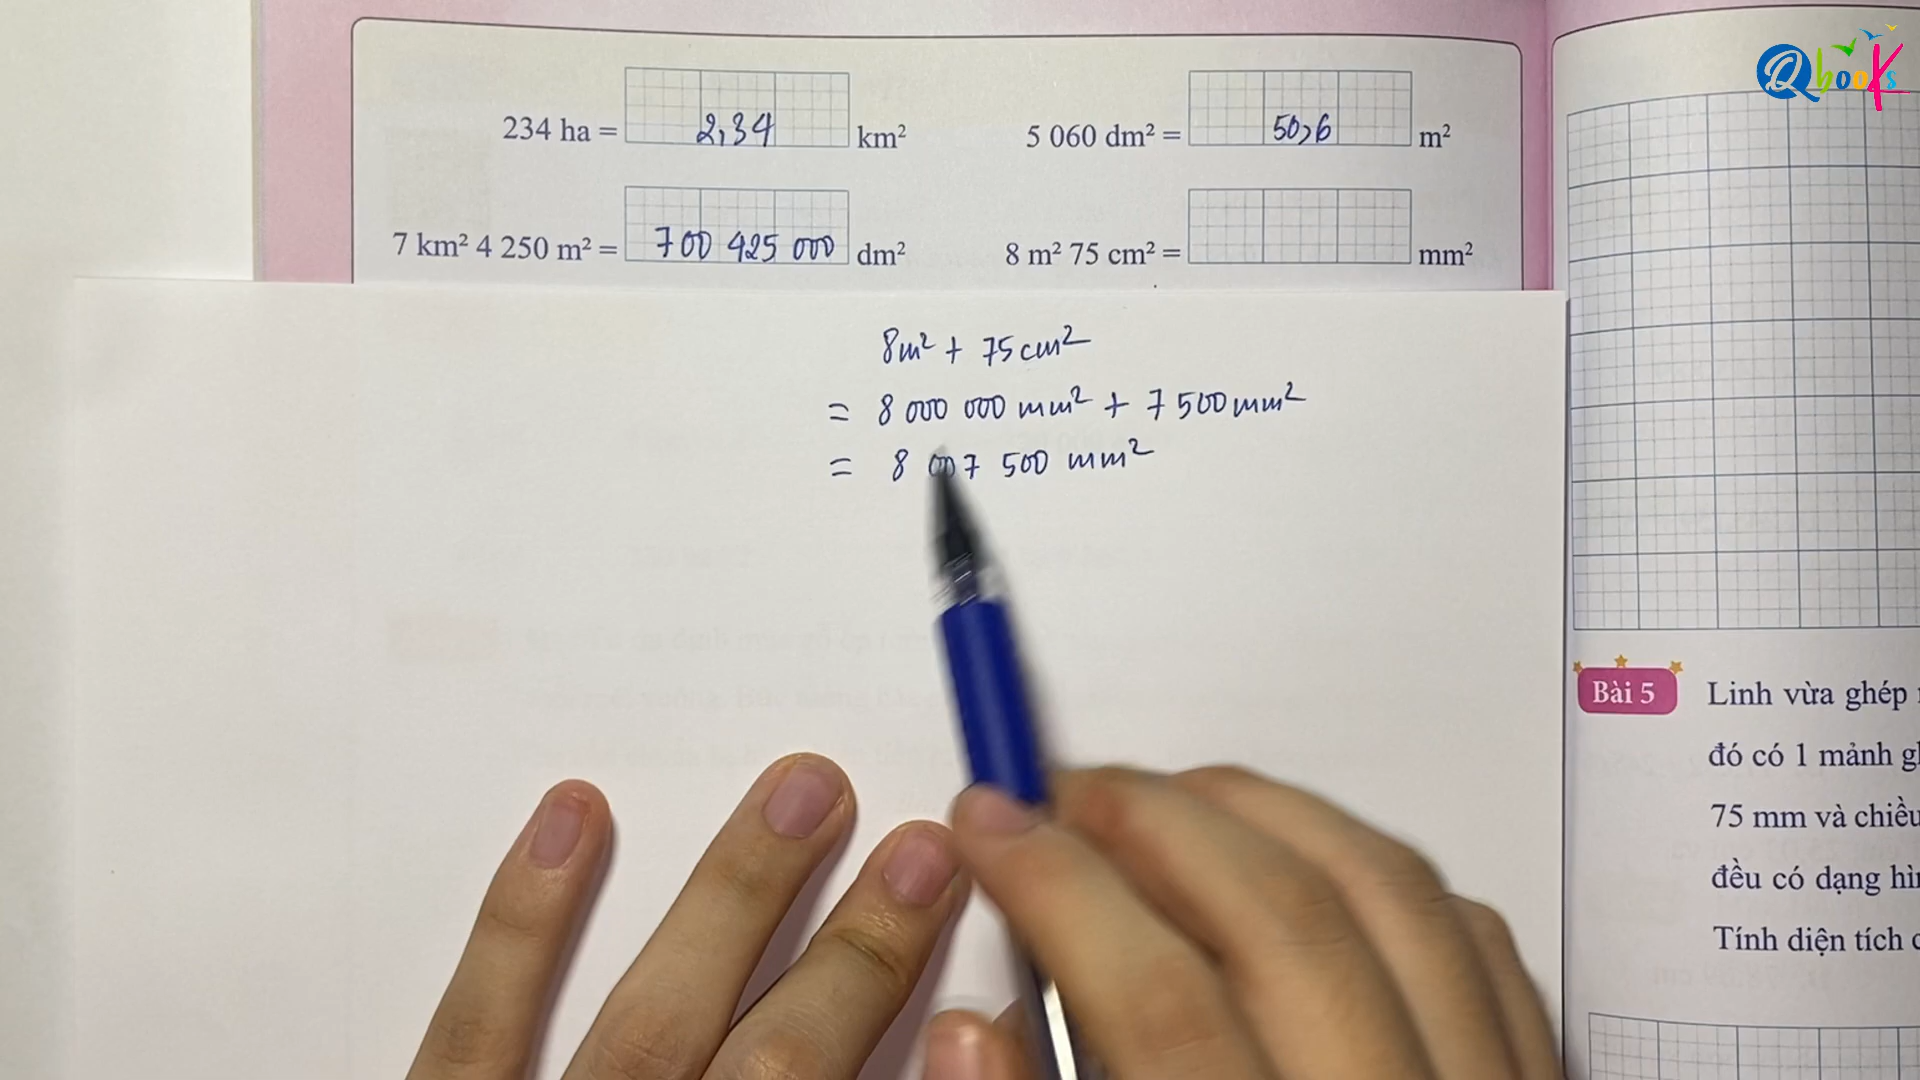 Qbooks
234 ha = 2,34 km² 5 060 dm² = 50,6 m²
7 km² 4 250 m² = 700 425 000 dm² 8 m² 75 cm² = mm²
8m² + 75cm²
= 8 000 000 mm² + 7 500 mm²
= 8 007 500 mm²
Bài 5 Linh vừa ghép
đó có 1 mảnh
75 mm và
đều có dạng
Tính diện tích